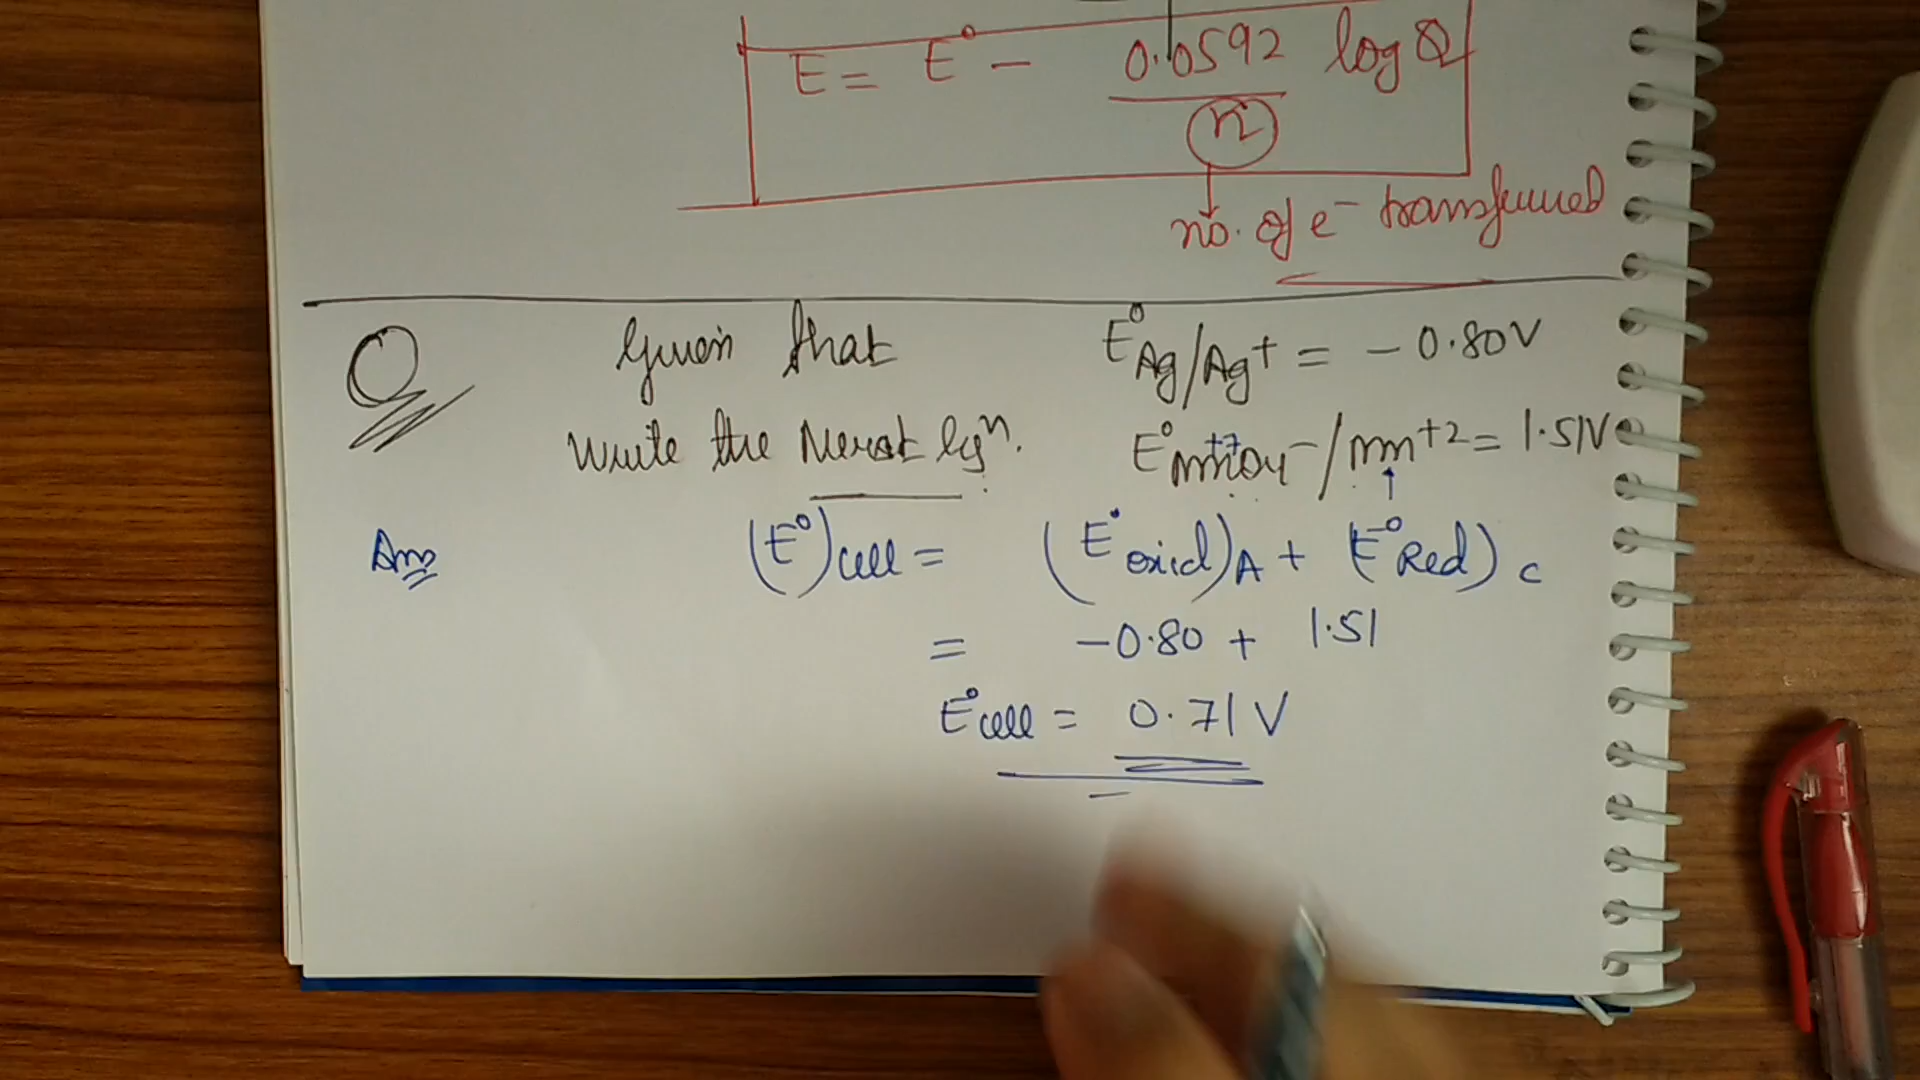 E = E° - 0.0592/n log Q
no. of e⁻ transferred
Q Given that E°Ag/Ag+ = - 0.80V
Write the Nernst Eqn. E°MnO4⁻/Mn+2 = 1.51V
+7
Ans (E°)cell = (E°oxid)A + (E°Red)c
= -0.80 + 1.51
E°cell = 0.71 V